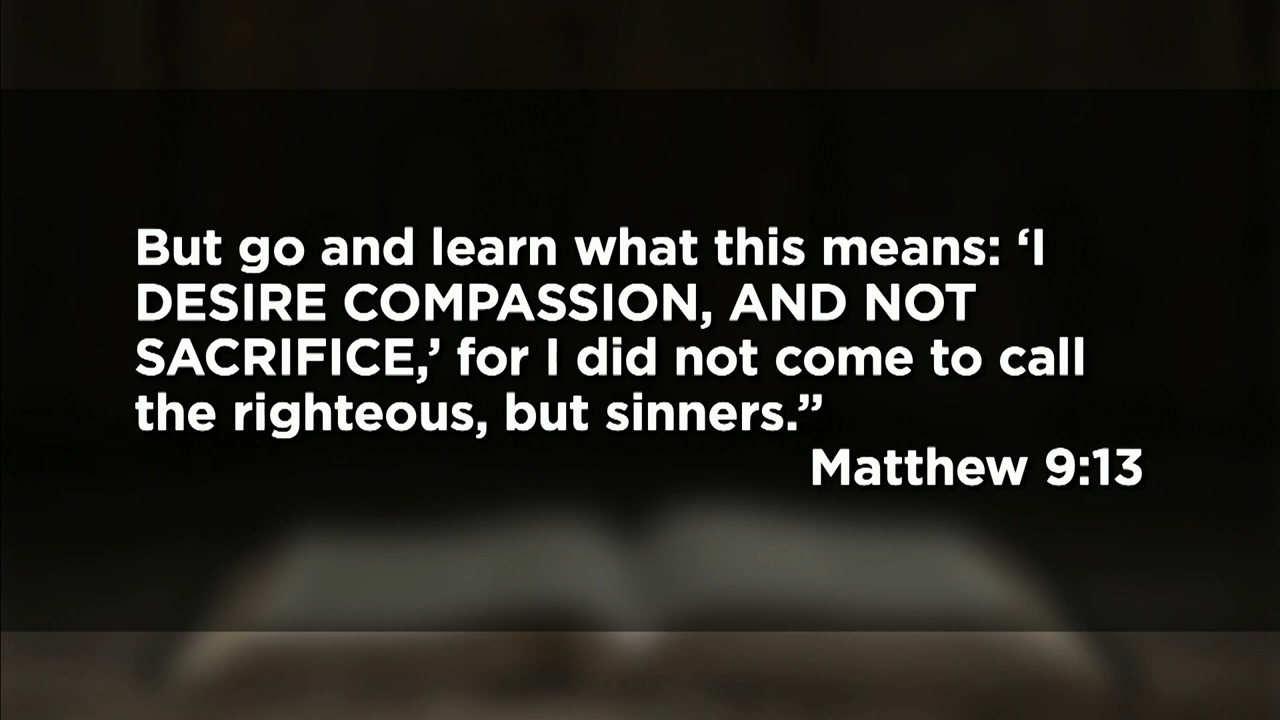 But go and learn what this means: ‘I
DESIRE COMPASSION, AND NOT
SACRIFICE,’ for I did not come to call
the righteous, but sinners.”
Matthew 9:13